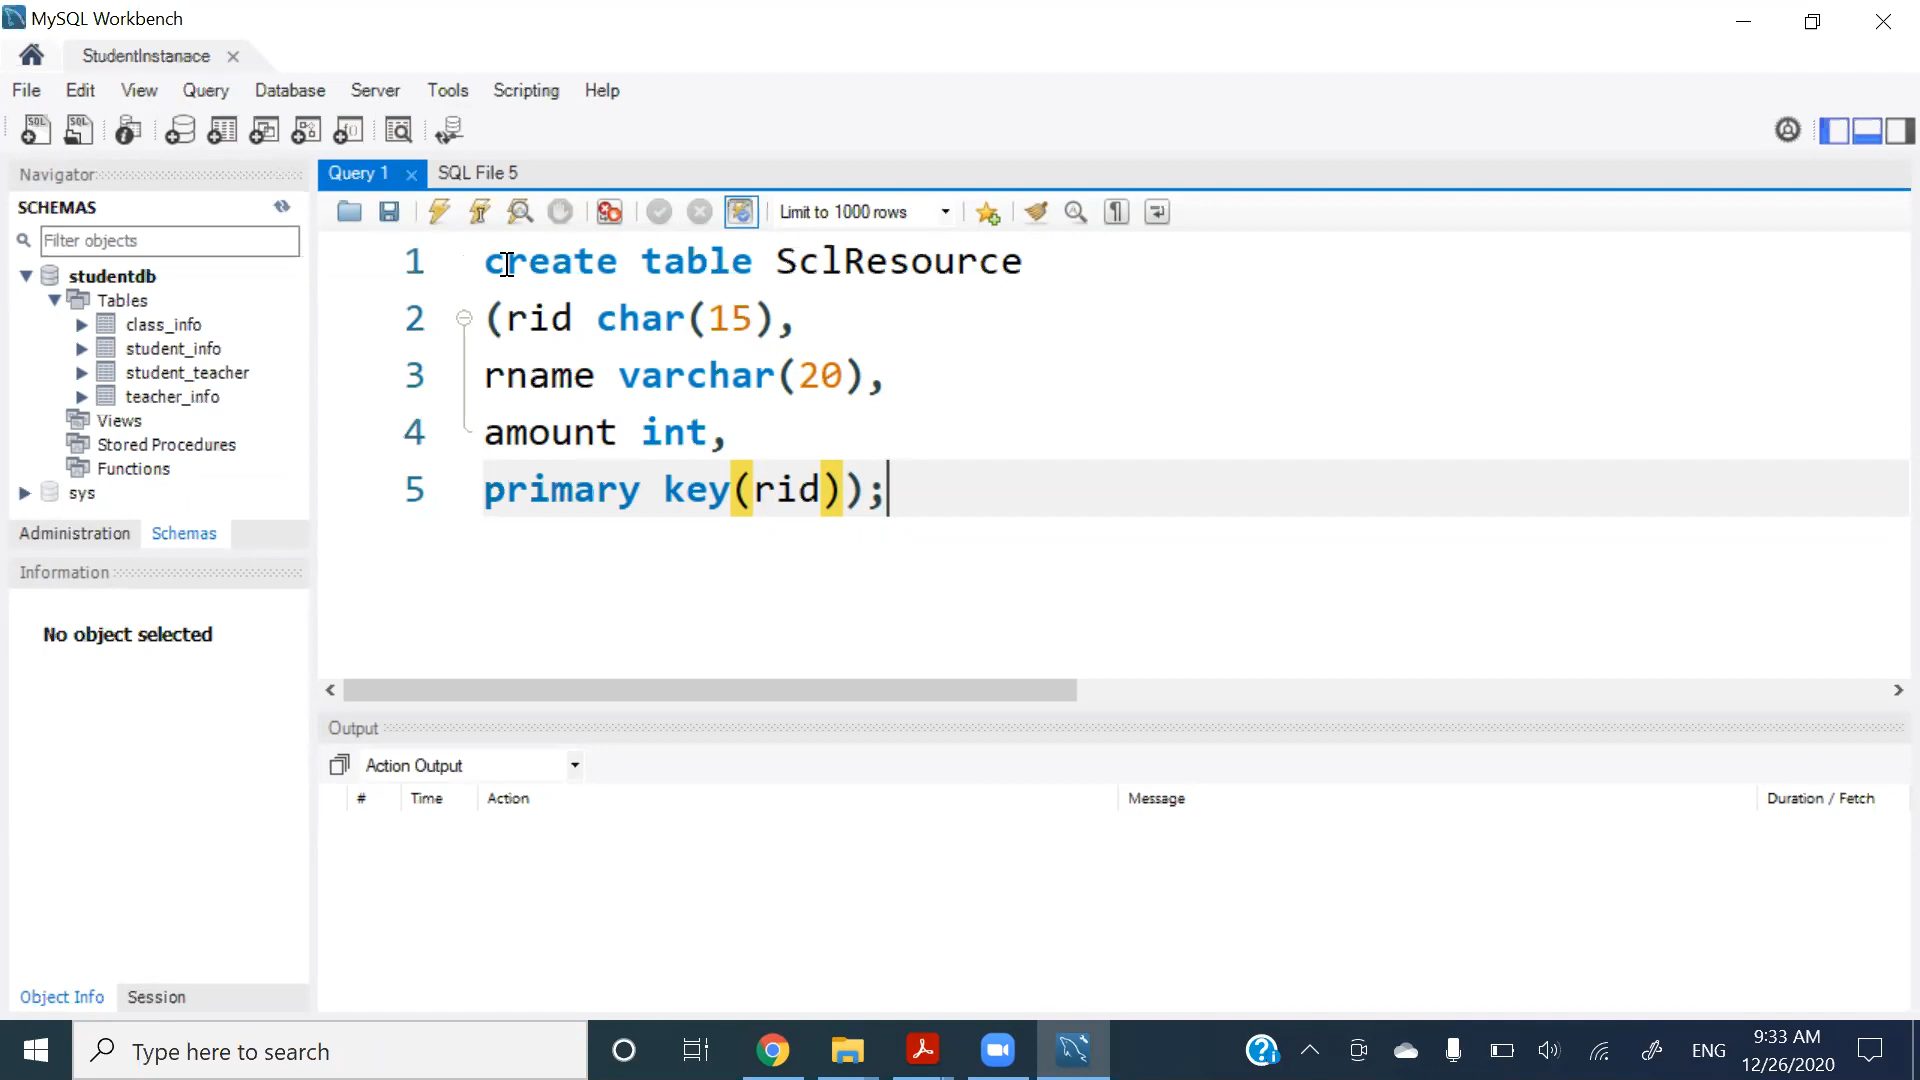 MySQL Workbench
StudentInstanace
File Edit View Query Database Server Tools Scripting Help
Navigator
SCHEMAS
Filter objects
studentdb
Tables
class_info
student_info
student_teacher
teacher_info
Views
Stored Procedures
Functions
sys
Administration Schemas
Information
No object selected
Object Info Session
Query 1 SQL File 5
Limit to 1000 rows
1 create table SclResource
2 (rid char(15),
3 rname varchar(20),
4 amount int,
5 primary key(rid));
Output
Action Output
# Time Action Message Duration / Fetch
Type here to search
ENG
9:33 AM
12/26/2020